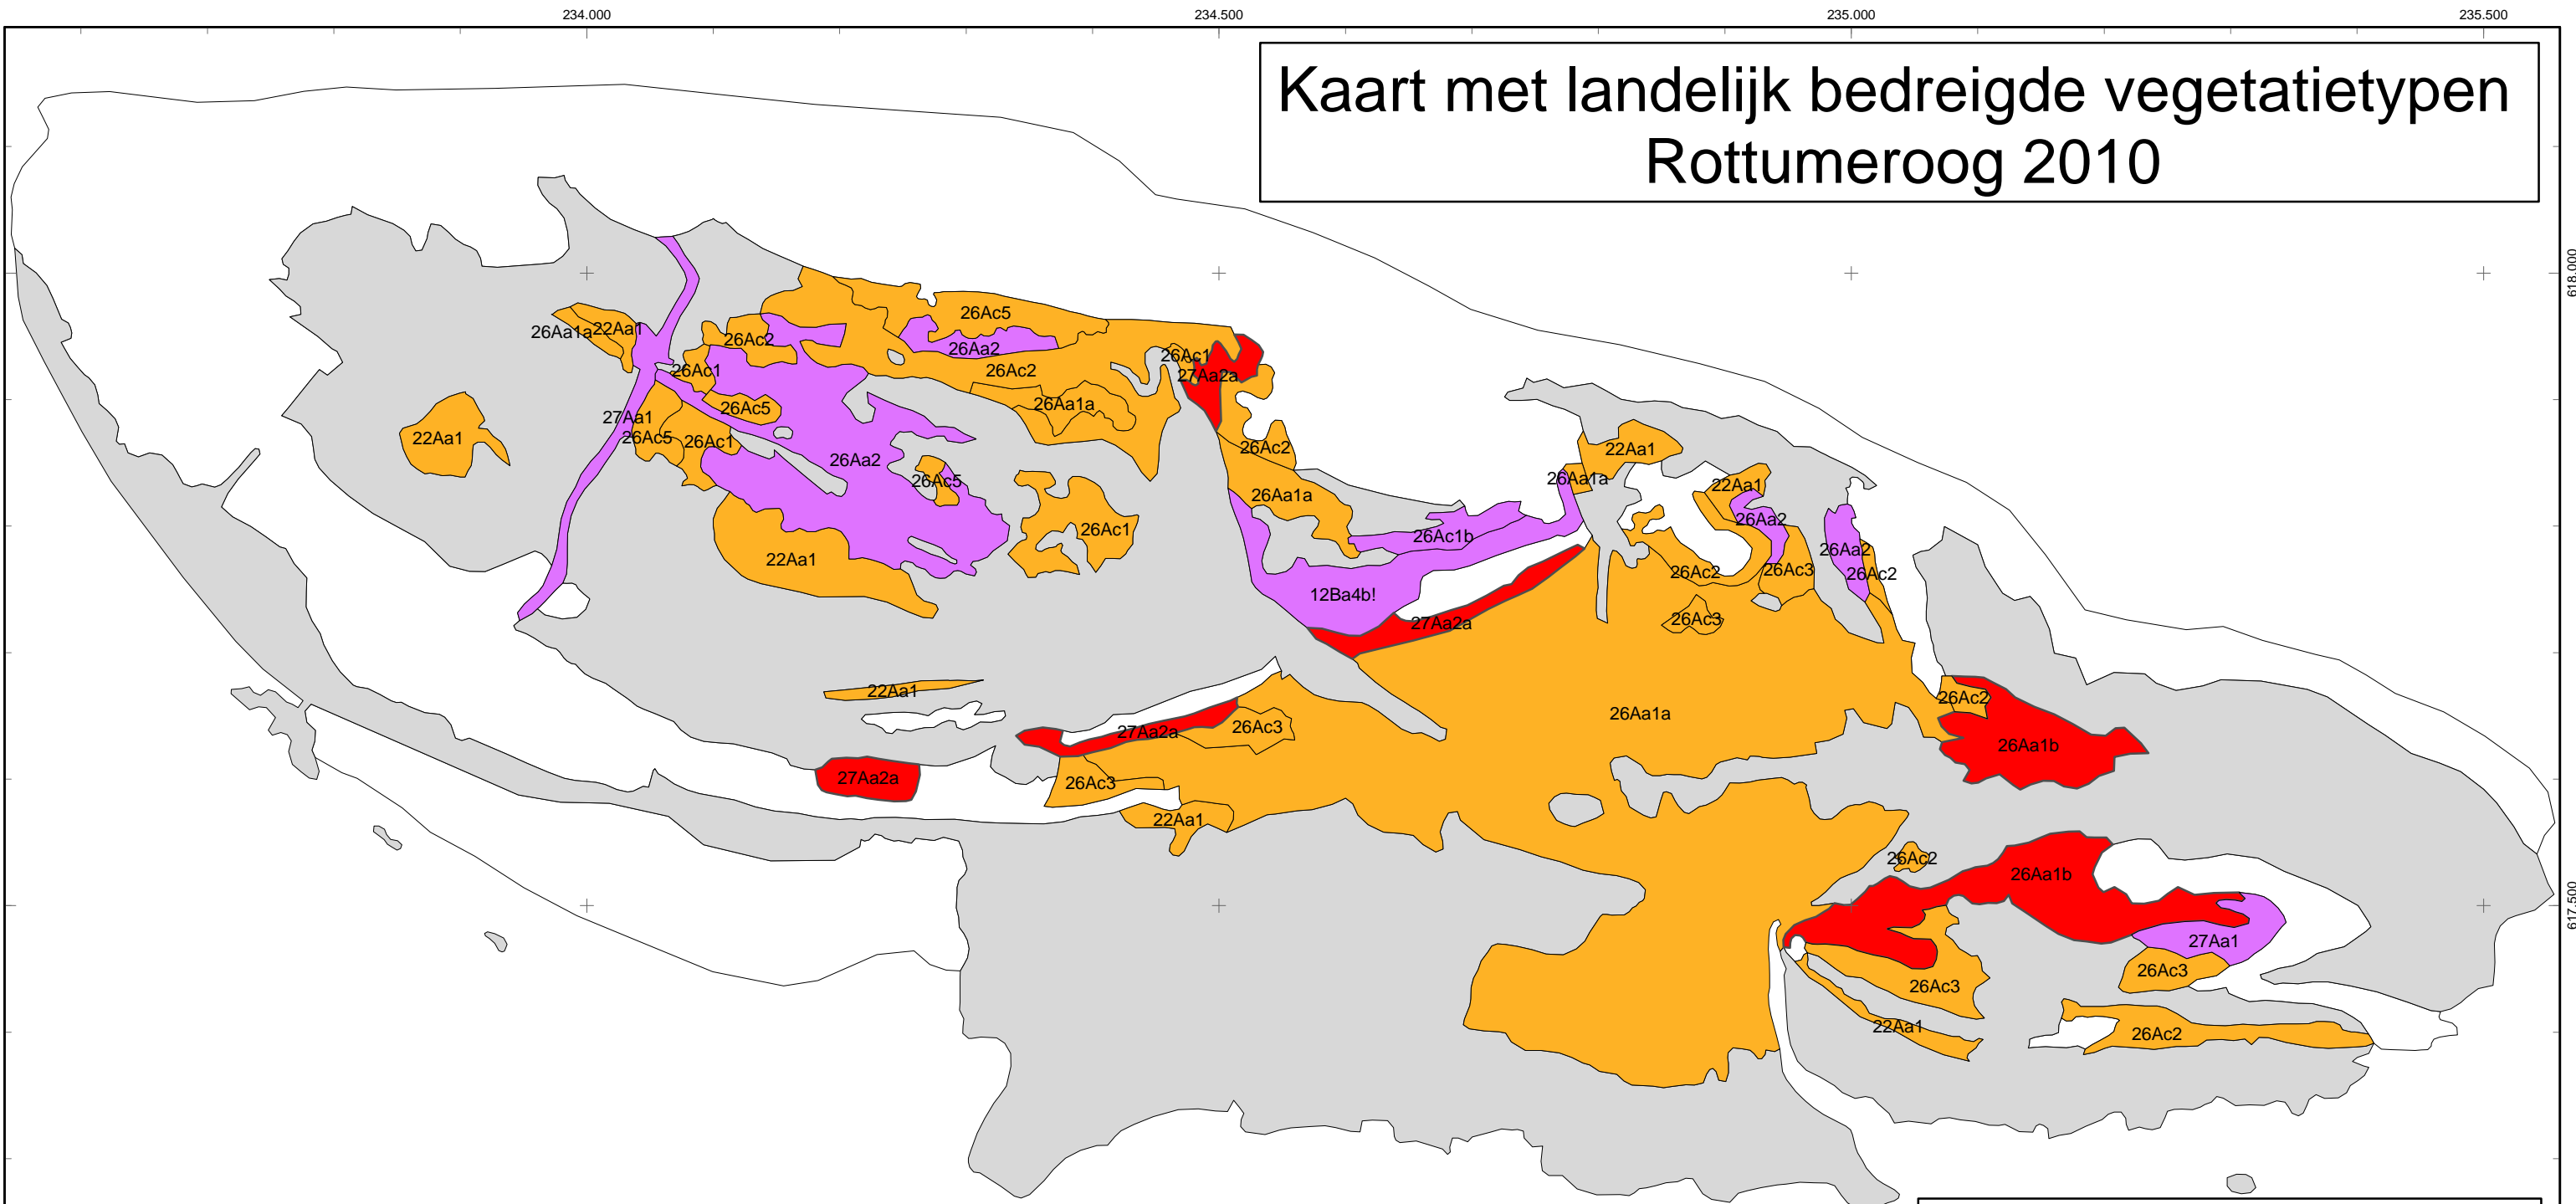 234.000 234.500 235.000 235.500
Kaart met landelijk bedreigde vegetatietypen
Rottumeroog 2010
618.000
26Ac5
26Aa1a 22Aa1
26Ac2
26Aa2
26Ac1
26Ac1 26Ac2
27Aa2a
26Aa1a
26Ac5
27Aa1
22Aa1 26Ac5 26Ac1
26Ac2 22Aa1
26Aa2
26Ac5 26Aa1a
22Aa1
26Aa1a
26Aa2
26Ac1
26Ac1b
26Aa2
22Aa1
26Ac2 26Ac3 26Ac2
12Ba4b!
26Ac3
27Aa2a
22Aa1
26Ac2
26Aa1a
26Ac3
27Aa2a
26Aa1b
27Aa2a
26Ac3
22Aa1
26Ac2
26Aa1b
617.500
27Aa1
26Ac3
26Ac3
22Aa1
26Ac2